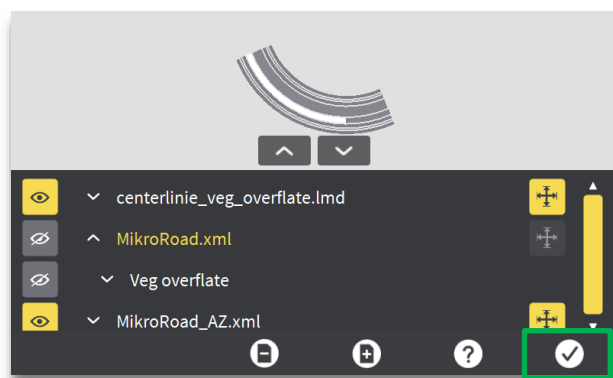 centerlinie_veg_overflate.lmd
MikroRoad.xml
Veg overflate
MikroRoad_AZ.xml